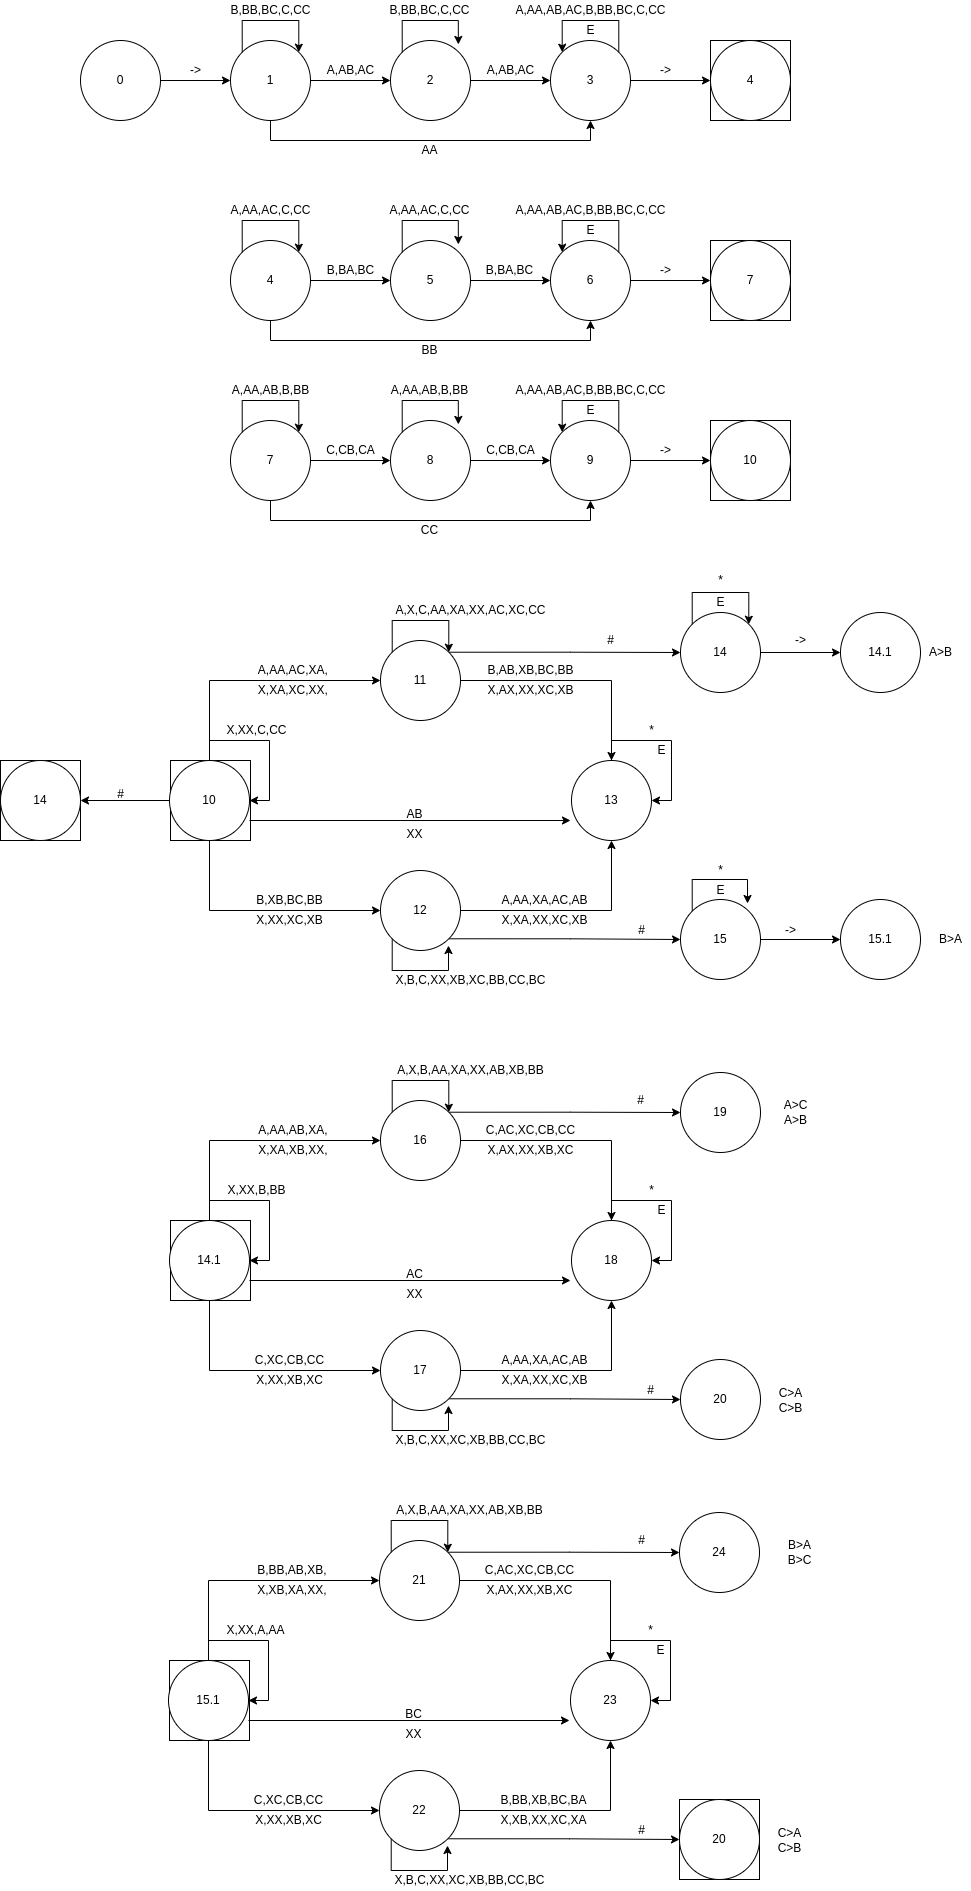 B,BB,BC,C,CC
B,BB,BC,C,CC
A,AA,AB,AC,B,BB,BC,C,CC
E
0
->
1
A,AB,AC
2
A,AB,AC
3
->
4
AA
A,AA,AC,C,CC
A,AA,AC,C,CC
A,AA,AB,AC,B,BB,BC,C,CC
E
4
B,BA,BC
5
B,BA,BC
6
->
7
BB
A,AA,AB,B,BB
A,AA,AB,B,BB
A,AA,AB,AC,B,BB,BC,C,CC
E
7
C,CB,CA
8
C,CB,CA
9
->
10
CC
*
E
A,X,C,AA,XA,XX,AC,XC,CC
#
14
->
14.1
A>B
A,AA,AC,XA,
X,XA,XC,XX,
11
B,AB,XB,BC,BB
X,AX,XX,XC,XB
X,XX,C,CC
*
E
14
#
10
AB
XX
13
*
E
B,XB,BC,BB
X,XX,XC,XB
12
A,AA,XA,AC,AB
X,XA,XX,XC,XB
#
15
->
15.1
B>A
X,B,C,XX,XB,XC,BB,CC,BC
A,X,B,AA,XA,XX,AB,XB,BB
#
19
A>C
A>B
A,AA,AB,XA,
X,XA,XB,XX,
16
C,AC,XC,CB,CC
X,AX,XX,XB,XC
X,XX,B,BB
*
E
14.1
AC
XX
18
C,XC,CB,CC
X,XX,XB,XC
17
A,AA,XA,AC,AB
X,XA,XX,XC,XB
#
20
C>A
C>B
X,B,C,XX,XC,XB,BB,CC,BC
A,X,B,AA,XA,XX,AB,XB,BB
#
24
B>A
B>C
B,BB,AB,XB,
X,XB,XA,XX,
21
C,AC,XC,CB,CC
X,AX,XX,XB,XC
X,XX,A,AA
*
E
15.1
BC
XX
23
C,XC,CB,CC
X,XX,XB,XC
22
B,BB,XB,BC,BA
X,XB,XX,XC,XA
#
20
C>A
C>B
X,B,C,XX,XC,XB,BB,CC,BC